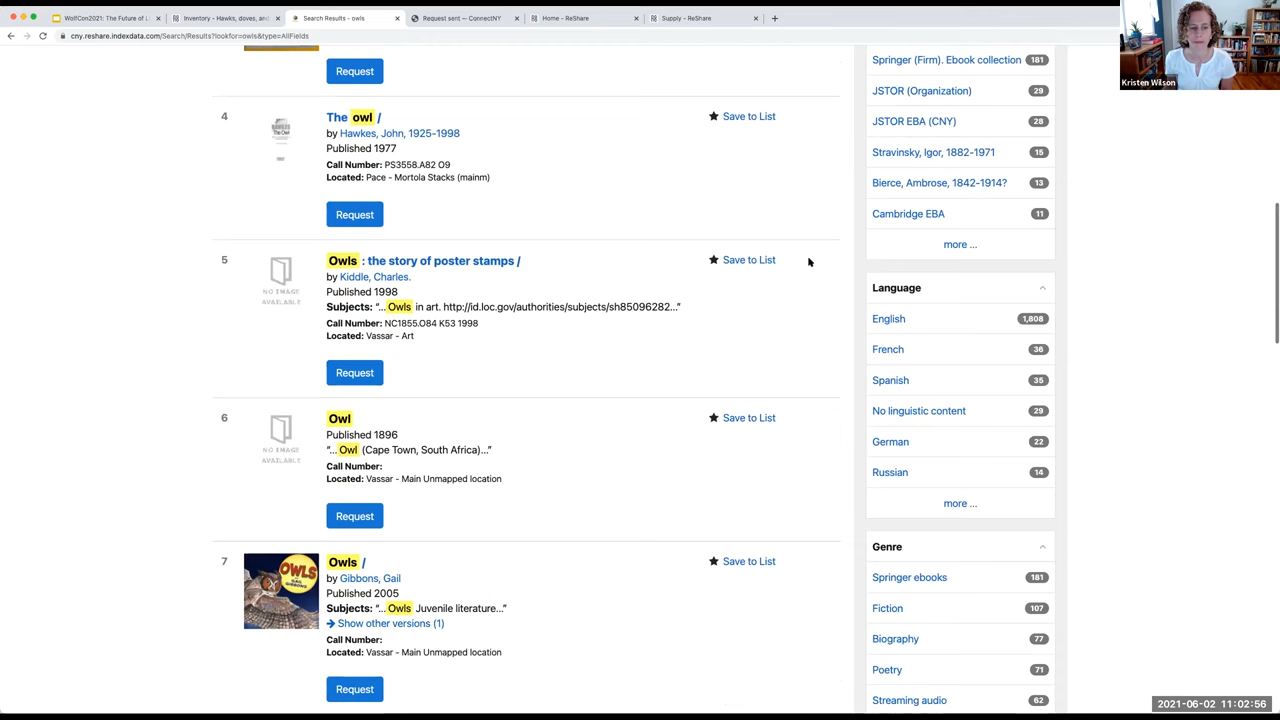 WolfCon2021: The Future of L
Inventory - Hawks, doves, and
Search Results - owls
Request sent — ConnectNY
Home - ReShare
Supply - ReShare
cny.reshare.indexdata.com/Search/Results?lookfor=owls&type=AllFields
Kristen Wilson
Request
4
The owl /
by Hawkes, John, 1925-1998
Published 1977
Call Number: PS3558.A82 O9
Located: Pace - Mortola Stacks (mainm)
Save to List
Request
5
NO IMAGE
AVAILABLE
Owls : the story of poster stamps /
by Kiddle, Charles.
Published 1998
Subjects: “... Owls in art. http://id.loc.gov/authorities/subjects/sh85096282...”
Call Number: NC1855.O84 K53 1998
Located: Vassar - Art
Save to List
Request
6
NO IMAGE
AVAILABLE
Owl
Published 1896
“... Owl (Cape Town, South Africa)...”
Call Number:
Located: Vassar - Main Unmapped location
Save to List
Request
7
OWLS
GAIL GIBBONS
Owls /
by Gibbons, Gail
Published 2005
Subjects: “... Owls Juvenile literature...”
Show other versions (1)
Call Number:
Located: Vassar - Main Unmapped location
Save to List
Request
Springer (Firm). Ebook collection 181
JSTOR (Organization) 29
JSTOR EBA (CNY) 28
Stravinsky, Igor, 1882-1971 15
Bierce, Ambrose, 1842-1914? 13
Cambridge EBA 11
more ...
Language
English 1,808
French 36
Spanish 35
No linguistic content 29
German 22
Russian 14
more ...
Genre
Springer ebooks 181
Fiction 107
Biography 77
Poetry 71
Streaming audio 62
2021-06-02 11:02:56